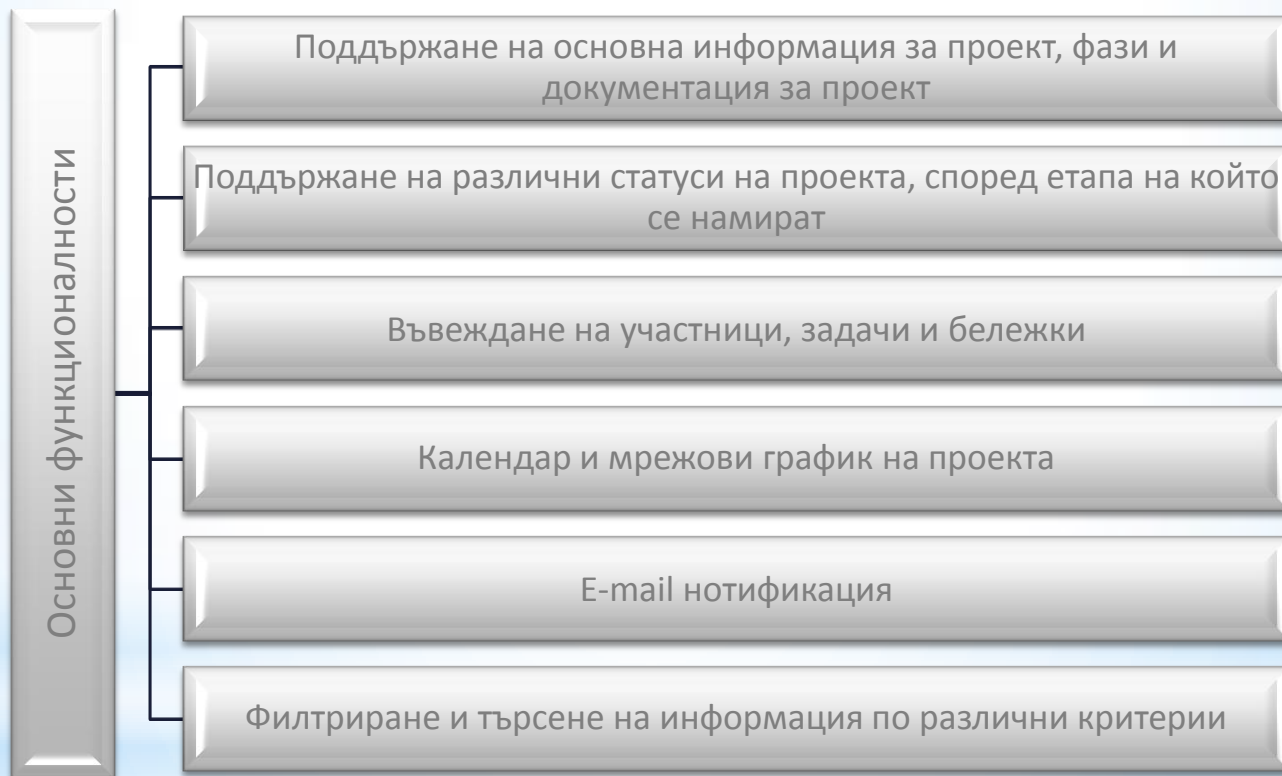 Основни функционалности
Поддържане на основна информация за проект, фази и
документация за проект
Поддържане на различни статуси на проекта, според етапа на който
се намират
Въвеждане на участници, задачи и бележки
Календар и мрежови график на проекта
E-mail нотификация
Филтриране и търсене на информация по различни критерии